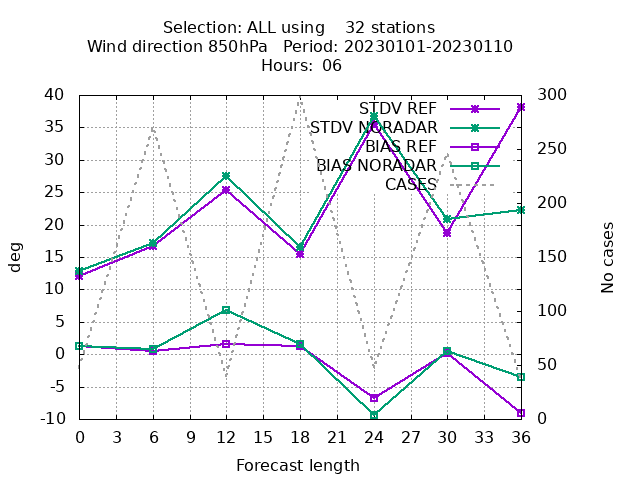 Selection: ALL using    32 stations
Wind direction 850hPa   Period: 20230101-20230110
Hours: 06
STDV REF
STDV NORADAR
BIAS REF
BIAS NORADAR
CASES
40
35
30
25
20
15
10
5
0
-5
-10
deg
300
250
200
150
100
50
0
No cases
0 3 6 9 12 15 18 21 24 27 30 33 36
Forecast length